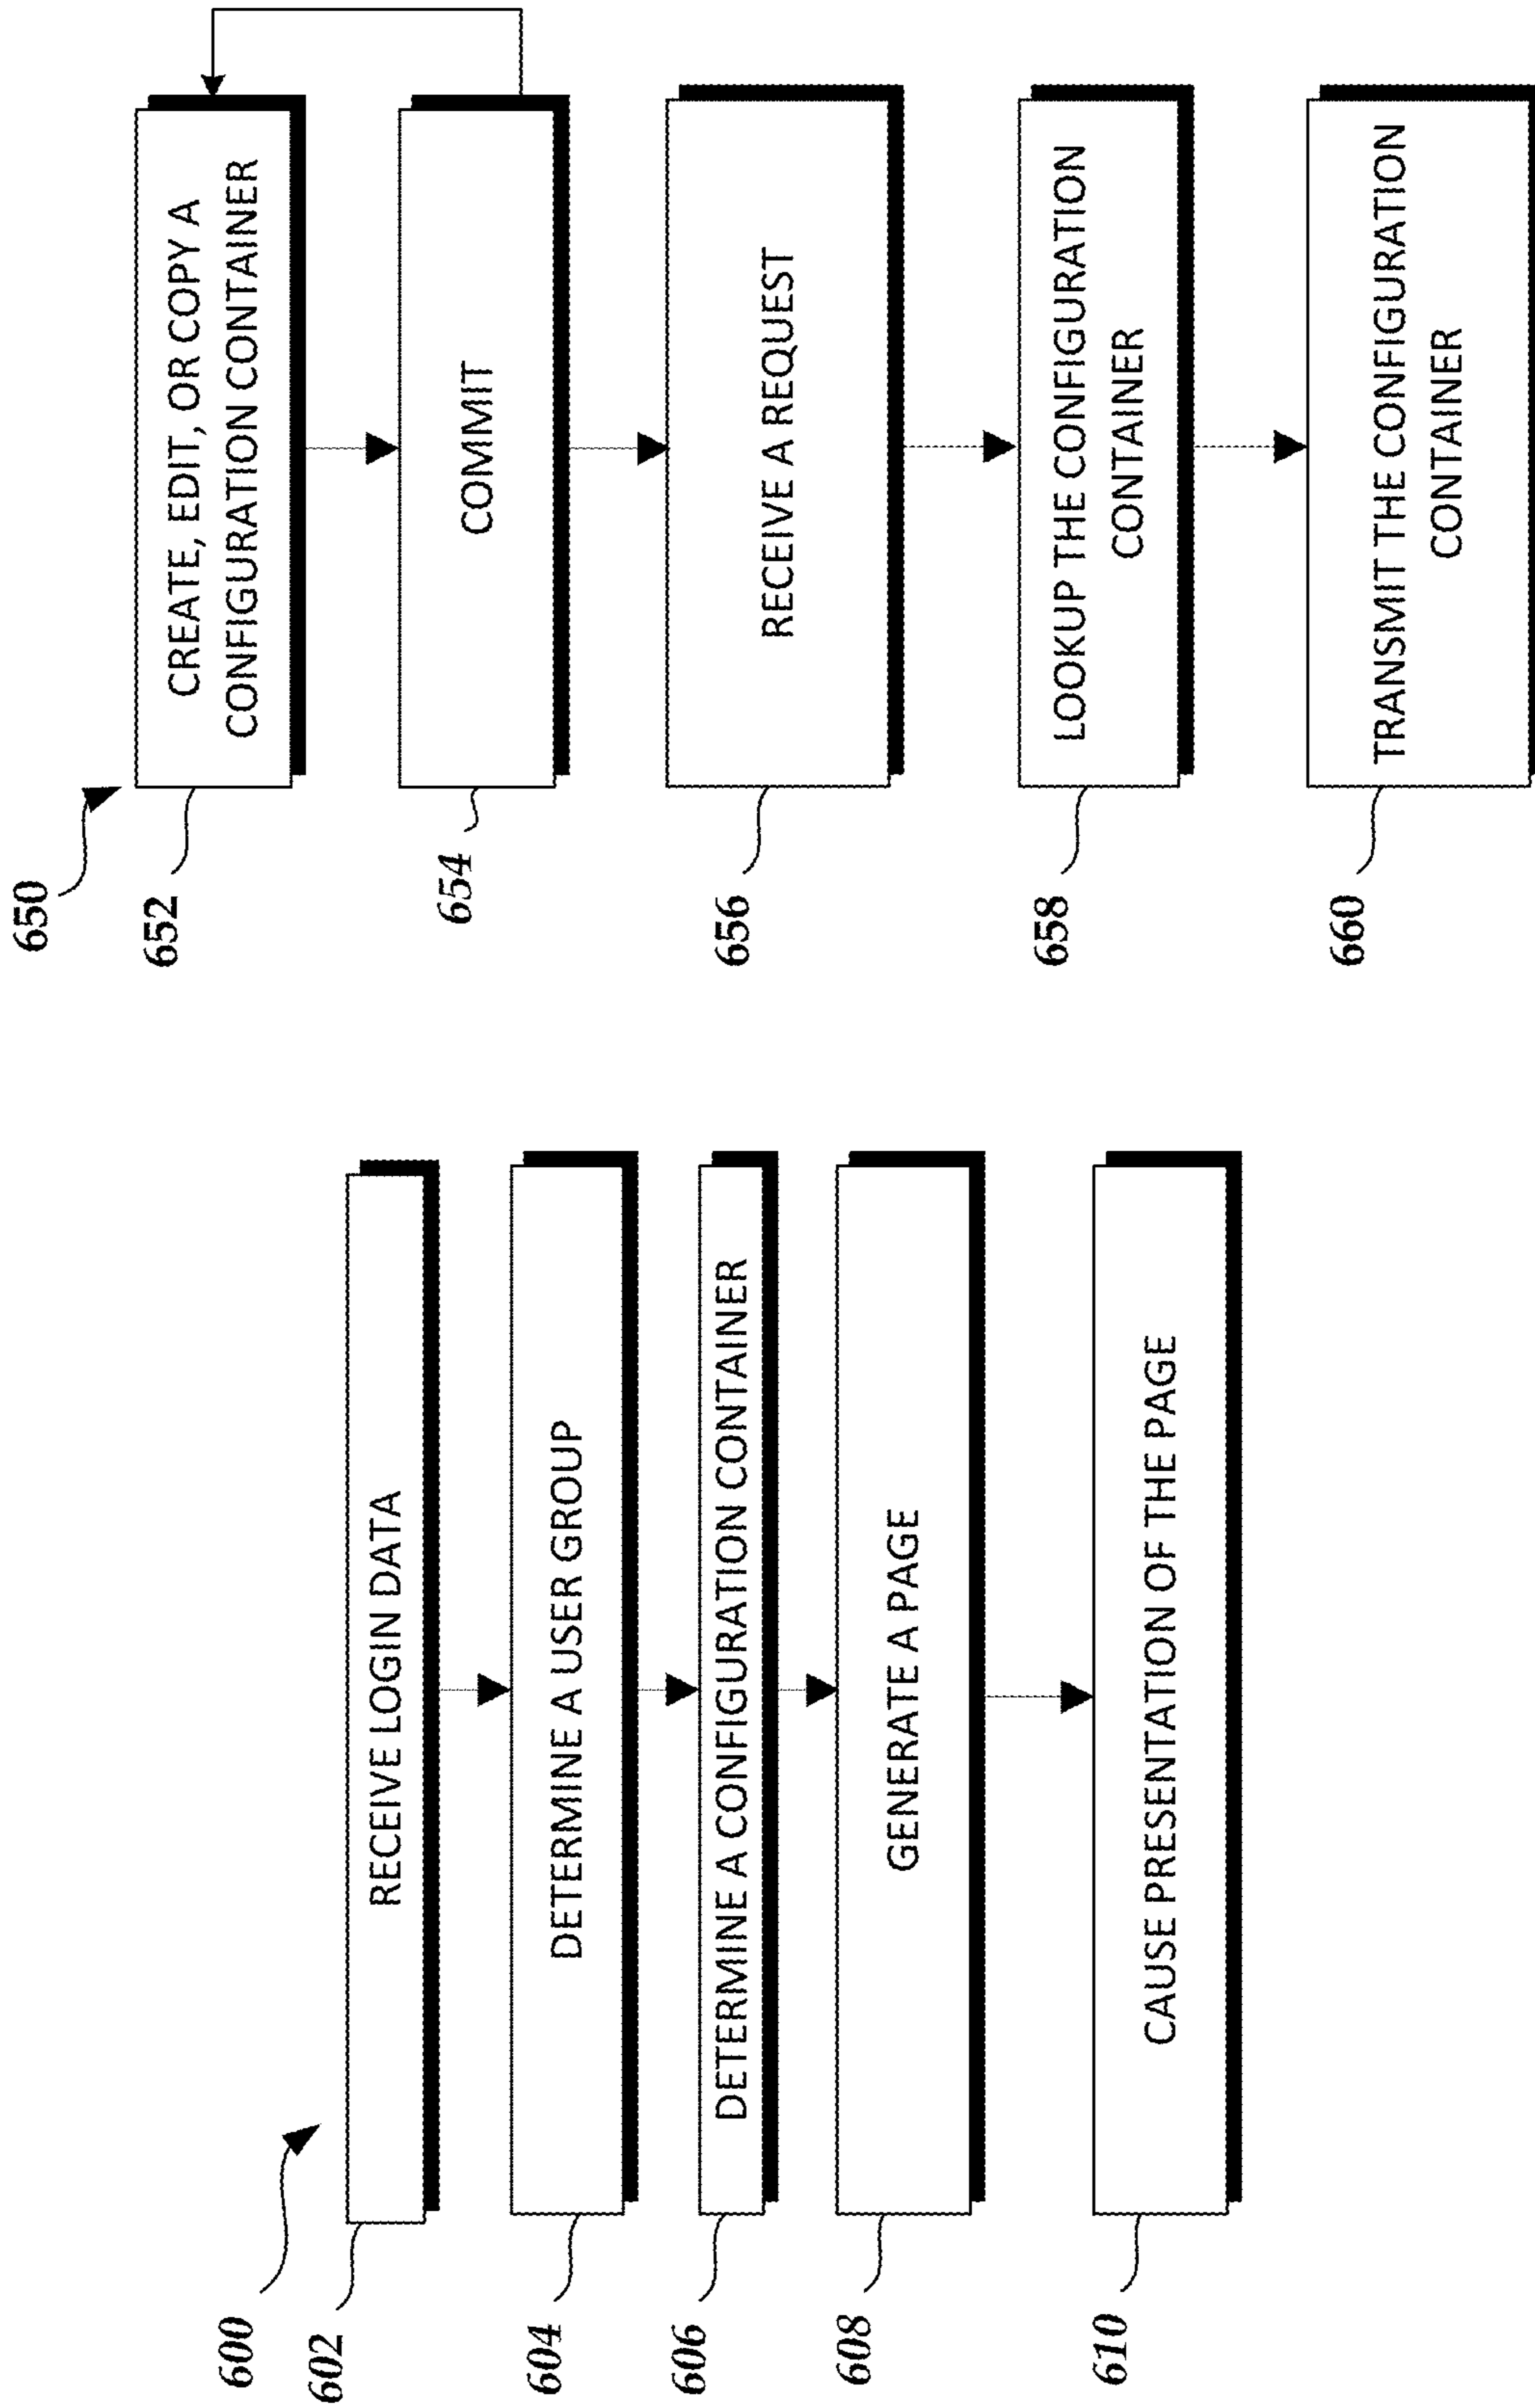 600
602
RECEIVE LOGIN DATA
604
DETERMINE A USER GROUP
606
DETERMINE A CONFIGURATION CONTAINER
608
GENERATE A PAGE
610
CAUSE PRESENTATION OF THE PAGE
650
652
CREATE, EDIT, OR COPY A
CONFIGURATION CONTAINER
654
COMMIT
656
RECEIVE A REQUEST
658
LOOKUP THE CONFIGURATION
CONTAINER
660
TRANSMIT THE CONFIGURATION
CONTAINER